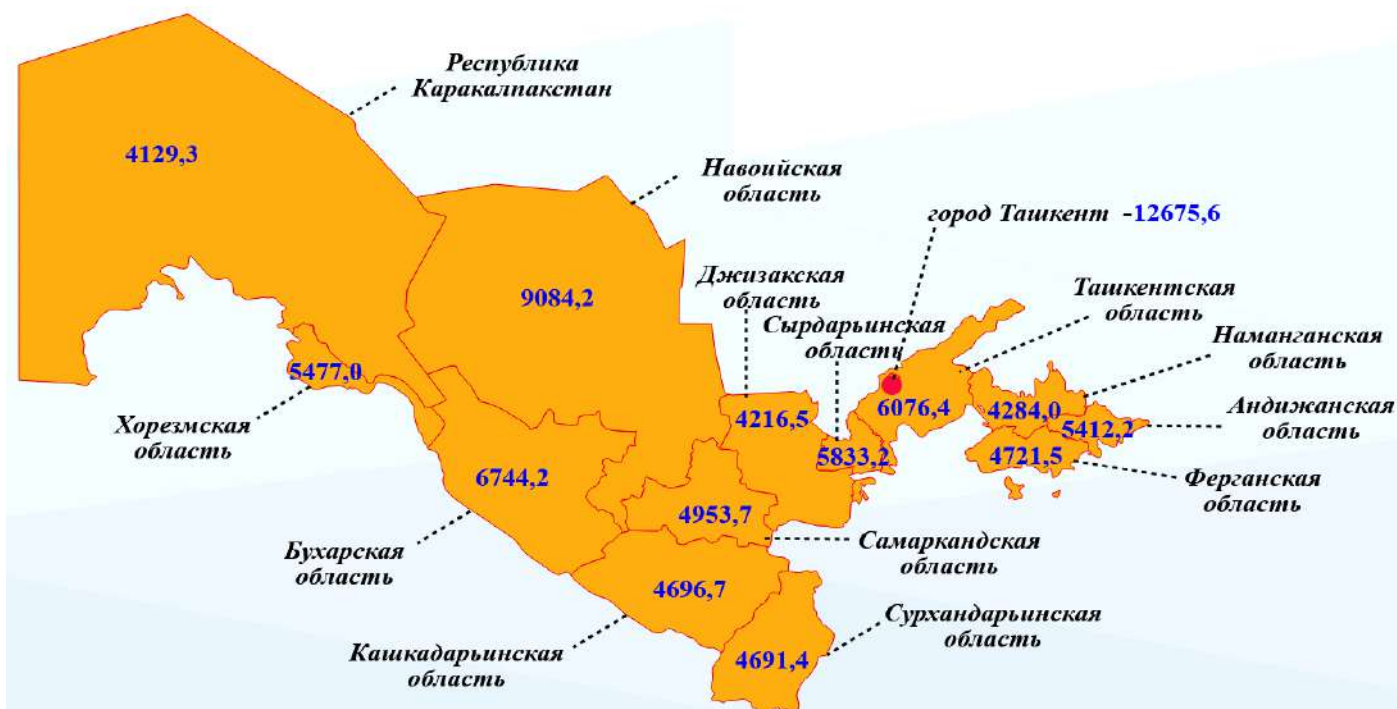 Республика
Каракалпакстан
4129,3
Навоийская
область
город Ташкент -12675,6
9084,2
Джизакская
область
Ташкентская
область
Сырдарьинская
область
Наманганская
область
5477,0
Хорезмская
область
4216,5
6076,4
4284,0
Андижанская
область
5412,2
5833,2
4721,5
Ферганская
область
6744,2
4953,7
Бухарская
область
Самаркандская
область
4696,7
Сурхандарьинская
область
Кашкадарьинская
область
4691,4